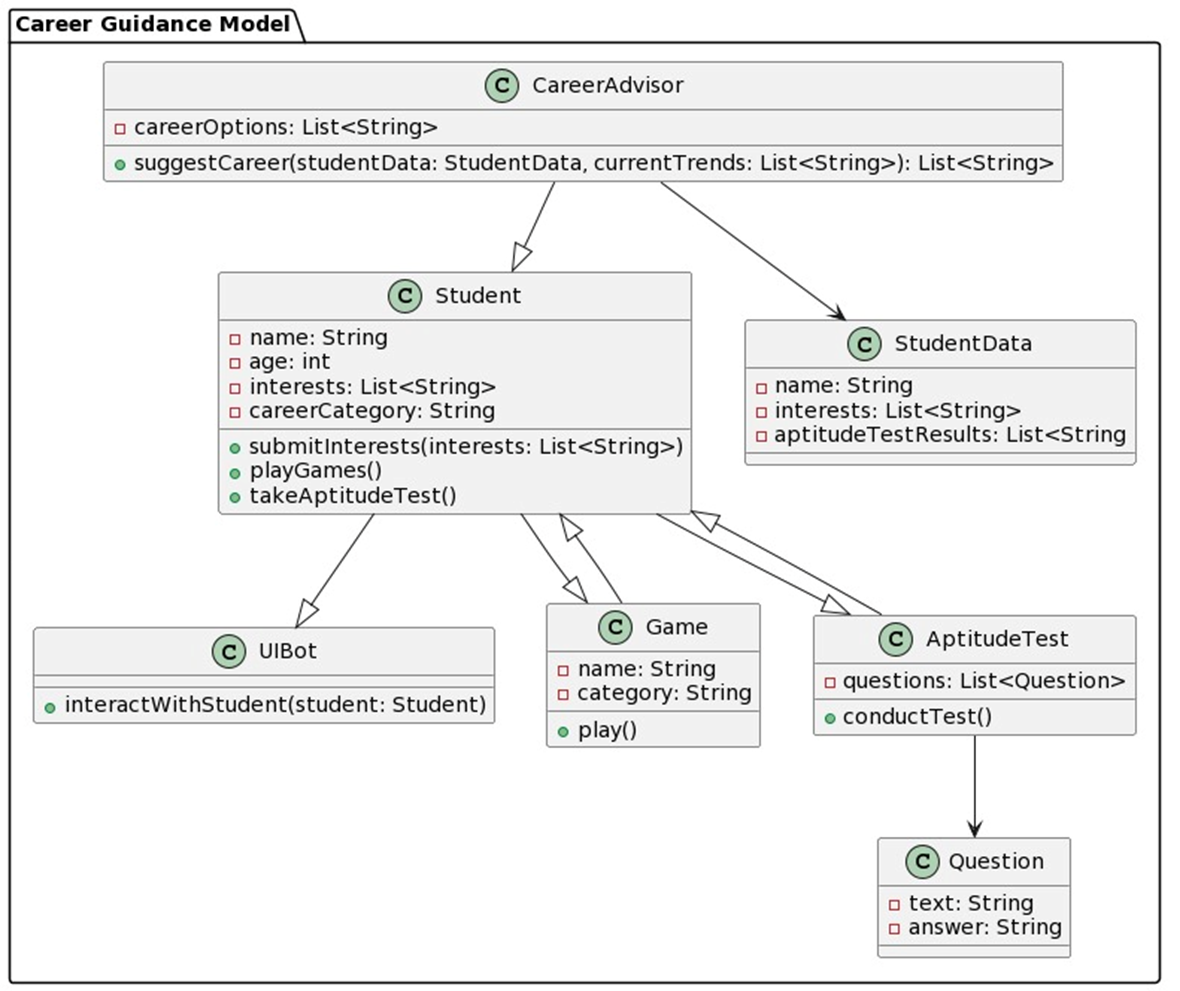 Career Guidance Model
C CareerAdvisor
careerOptions: List<String>
suggestCareer(studentData: StudentData, currentTrends: List<String>): List<String>
C Student
name: String
age: int
interests: List<String>
careerCategory: String
submitInterests(interests: List<String>)
playGames()
takeAptitudeTest()
C StudentData
name: String
interests: List<String>
aptitudeTestResults: List<String
C UIBot
interactWithStudent(student: Student)
C Game
name: String
category: String
play()
C AptitudeTest
questions: List<Question>
conductTest()
C Question
text: String
answer: String